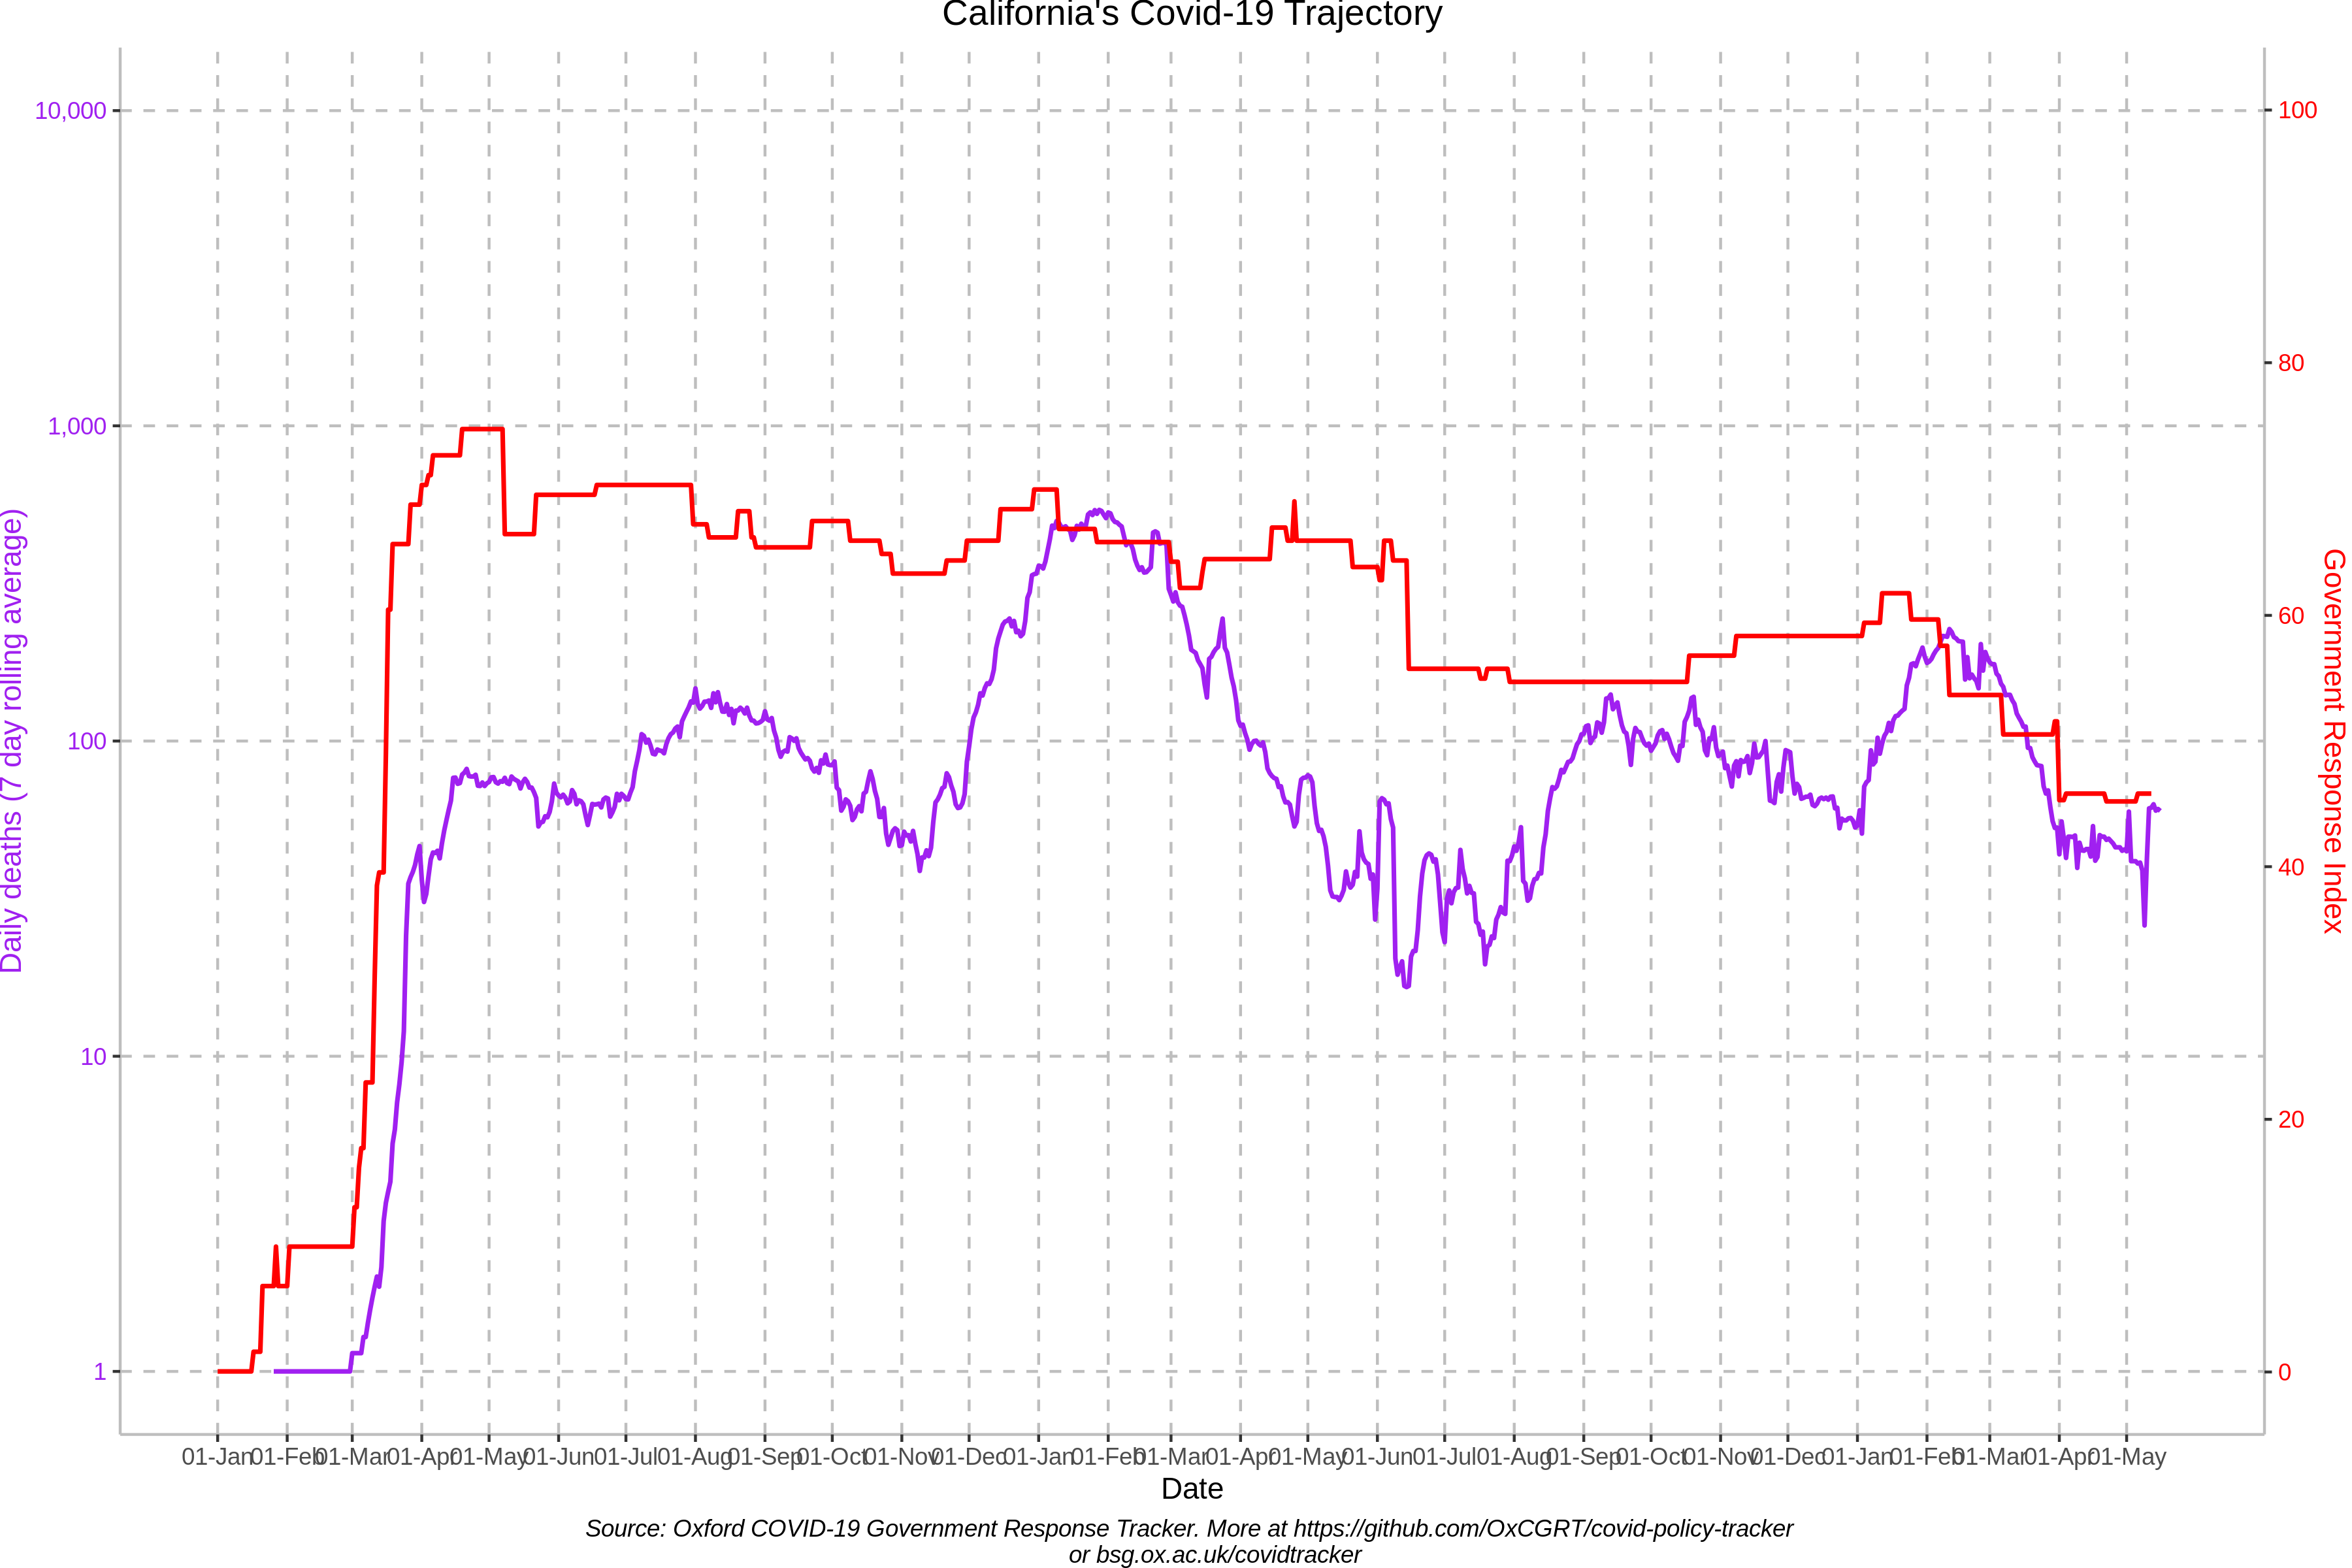 California's Covid-19 Trajectory
10,000
1,000
100
10
1
Daily deaths (7 day rolling average)
100
80
60
40
20
0
Government Response Index
01-Jan 01-Feb 01-Mar 01-Apr 01-May 01-Jun 01-Jul 01-Aug 01-Sep 01-Oct 01-Nov 01-Dec 01-Jan 01-Feb 01-Mar 01-Apr 01-May 01-Jun 01-Jul 01-Aug 01-Sep 01-Oct 01-Nov 01-Dec 01-Jan 01-Feb 01-Mar 01-Apr 01-May
Date
Source: Oxford COVID-19 Government Response Tracker. More at https://github.com/OxCGRT/covid-policy-tracker
or bsg.ox.ac.uk/covidtracker